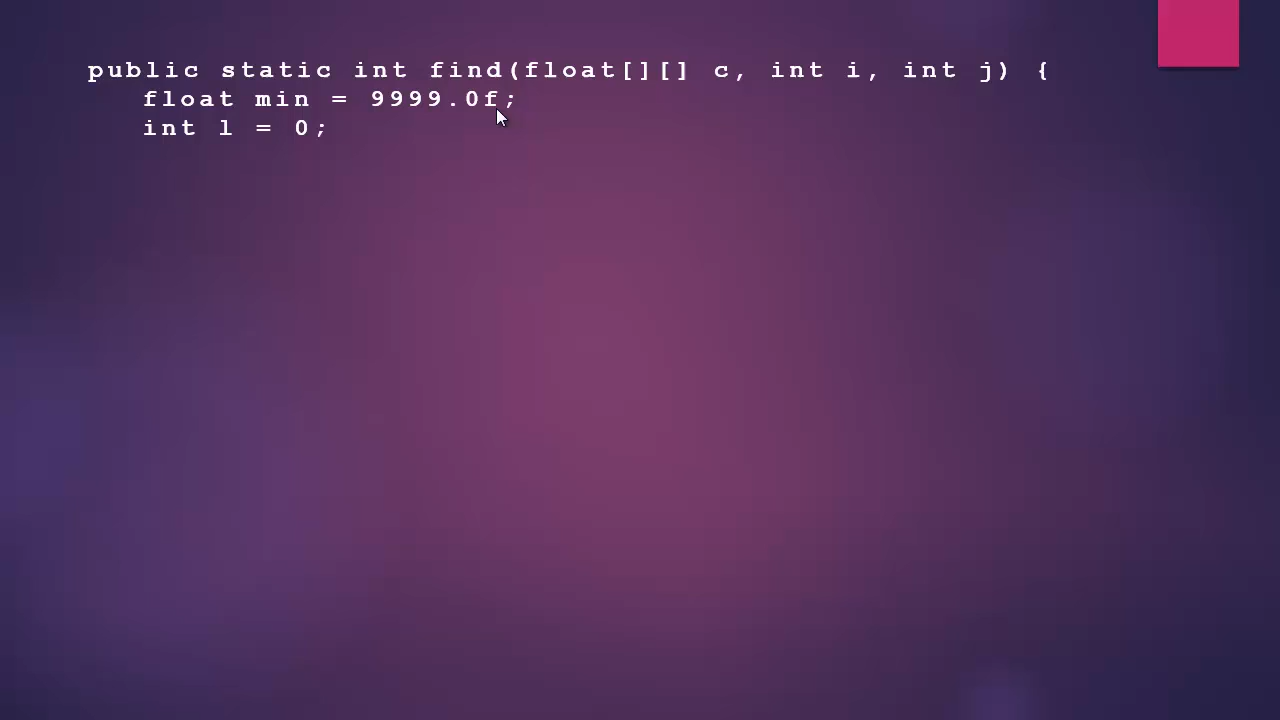 public static int find(float[][] c, int i, int j) {
float min = 9999.0f;
int l = 0;